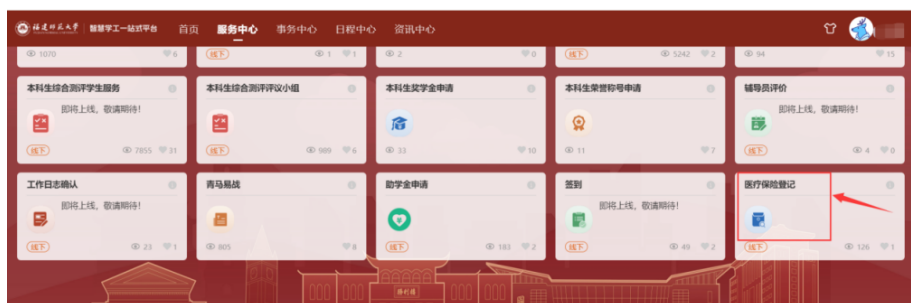 福建师范大学 智慧学工一站式平台 首页 服务中心 事务中心 日程中心 资讯中心
1070 6 线下 1 1 2 0 线下 5242 2 94 15
本科生综合测评学生服务 本科生综合测评评议小组 本科生奖学金申请 本科生荣誉称号申请 辅导员评价
即将上线，敬请期待！ 即将上线，敬请期待！
线下 7855 31 线下 989 6 33 10 11 7 线下 4 0
工作日志确认 青马易战 助学金申请 签到 医疗保险登记
即将上线，敬请期待！ 即将上线，敬请期待！
线下 23 1 805 8 线下 183 2 线下 49 2 线下 126 1